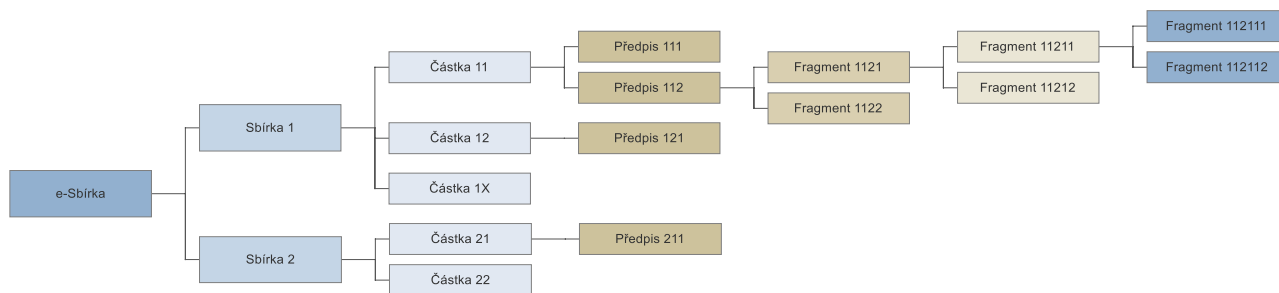 e-Sbírka
Sbírka 1
Částka 11
Předpis 111
Předpis 112
Fragment 1121
Fragment 11211
Fragment 112111
Fragment 112112
Fragment 11212
Fragment 1122
Částka 12
Předpis 121
Částka 1X
Sbírka 2
Částka 21
Předpis 211
Částka 22